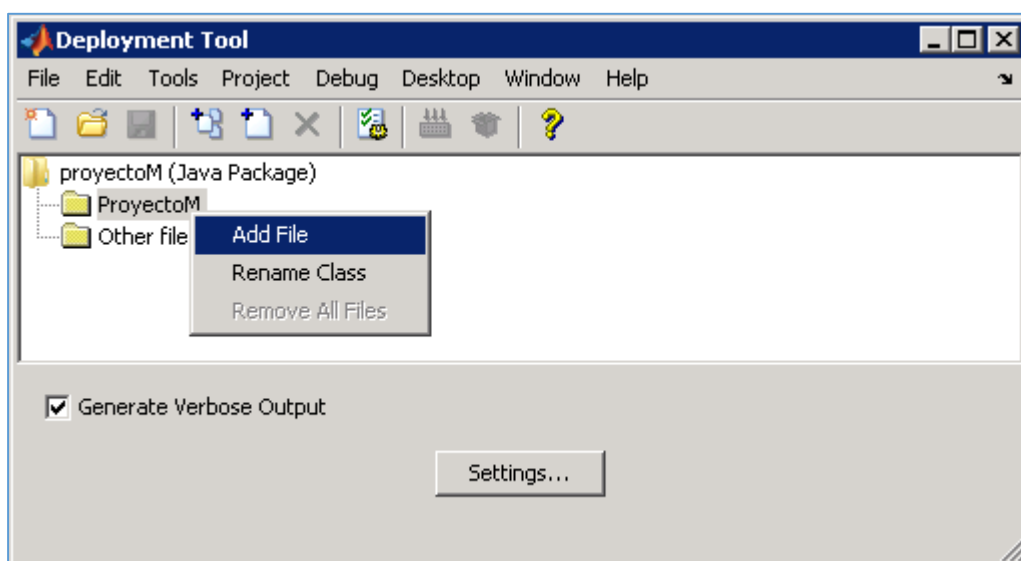 Deployment Tool
File Edit Tools Project Debug Desktop Window Help
proyectoM (Java Package)
ProyectoM
Other file
Add File
Rename Class
Remove All Files
Generate Verbose Output
Settings...